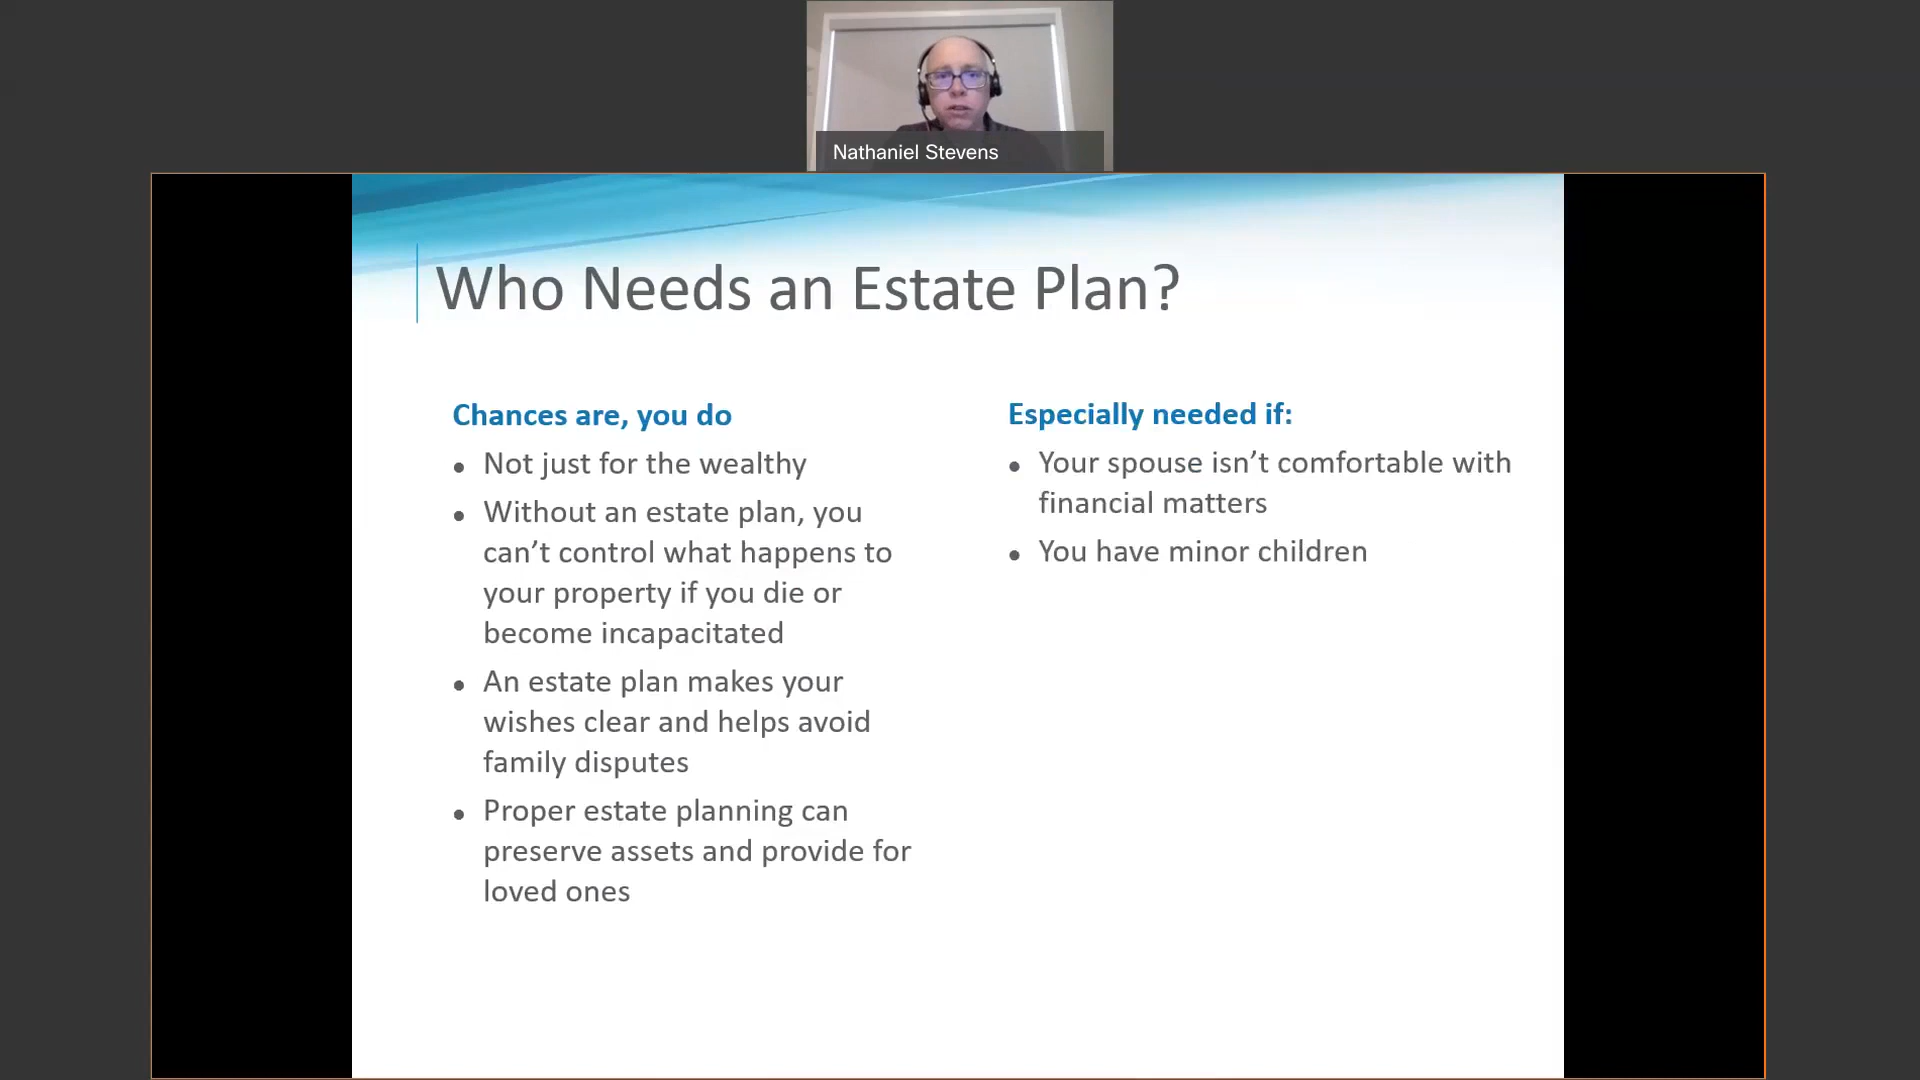 Nathaniel Stevens
Who Needs an Estate Plan?
Chances are, you do
• Not just for the wealthy
• Without an estate plan, you
can’t control what happens to
your property if you die or
become incapacitated
• An estate plan makes your
wishes clear and helps avoid
family disputes
• Proper estate planning can
preserve assets and provide for
loved ones
Especially needed if:
• Your spouse isn’t comfortable with
financial matters
• You have minor children